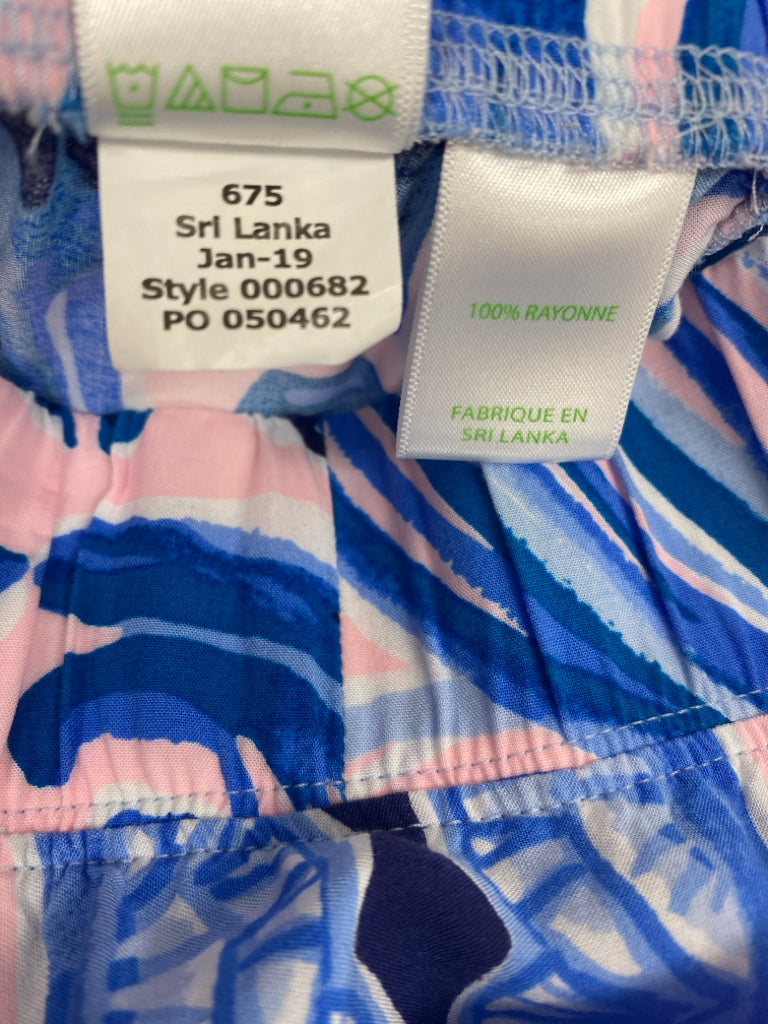 675
Sri Lanka
Jan-19
Style 000682
PO 050462
100% RAYONNE
FABRIQUE EN
SRI LANKA